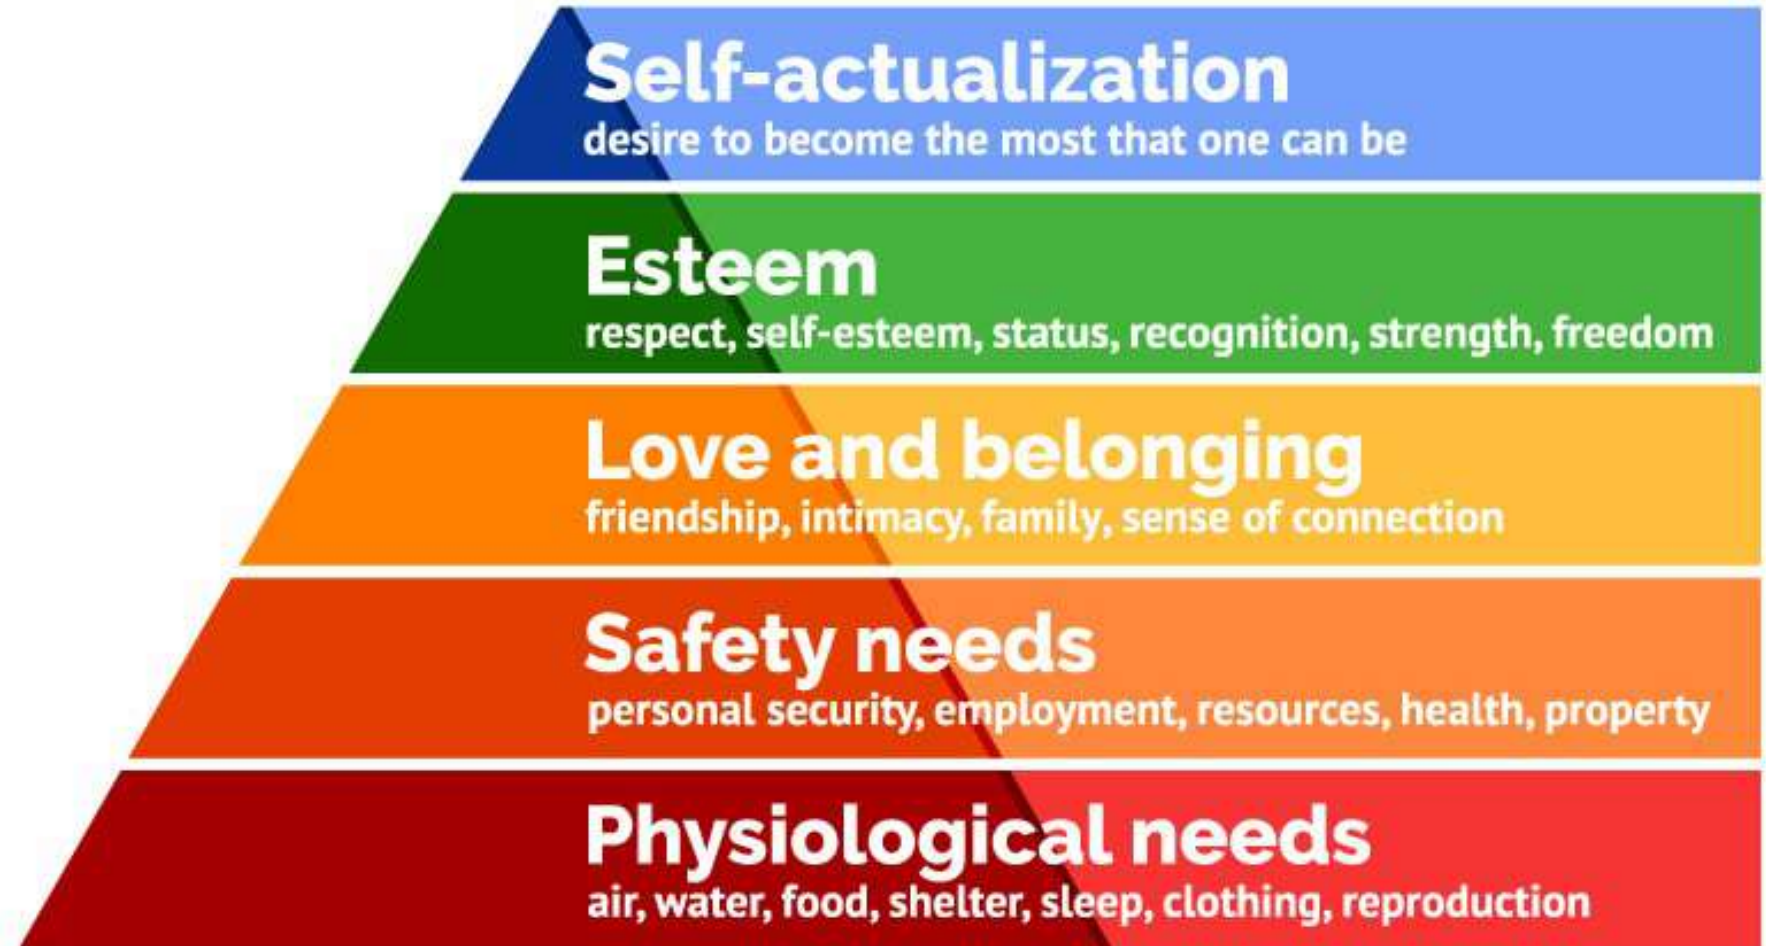 Self-actualization
desire to become the most that one can be
Esteem
respect, self-esteem, status, recognition, strength, freedom
Love and belonging
friendship, intimacy, family, sense of connection
Safety needs
personal security, employment, resources, health, property
Physiological needs
air, water, food, shelter, sleep, clothing, reproduction